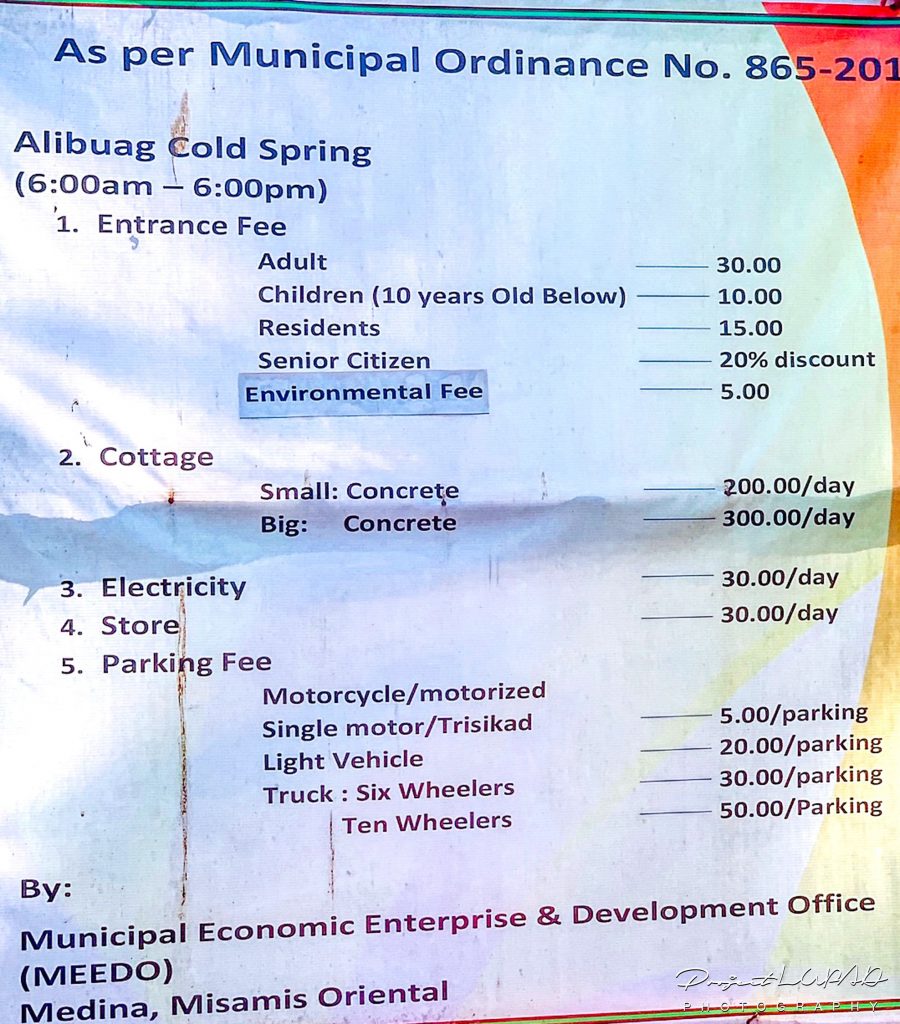 As per Municipal Ordinance No. 865-201
Alibuag Cold Spring
(6:00am – 6:00pm)
1. Entrance Fee
Adult 30.00
Children (10 years Old Below) 10.00
Residents 15.00
Senior Citizen 20% discount
Environmental Fee 5.00
2. Cottage
Small: Concrete 200.00/day
Big: Concrete 300.00/day
3. Electricity 30.00/day
4. Store 30.00/day
5. Parking Fee
Motorcycle/motorized
Single motor/Trisikad 5.00/parking
Light Vehicle 20.00/parking
Truck : Six Wheelers 30.00/parking
Ten Wheelers 50.00/Parking
By:
Municipal Economic Enterprise & Development Office
(MEEDO)
Medina, Misamis Oriental
Project LUPAD
PHOTOGRAPHY